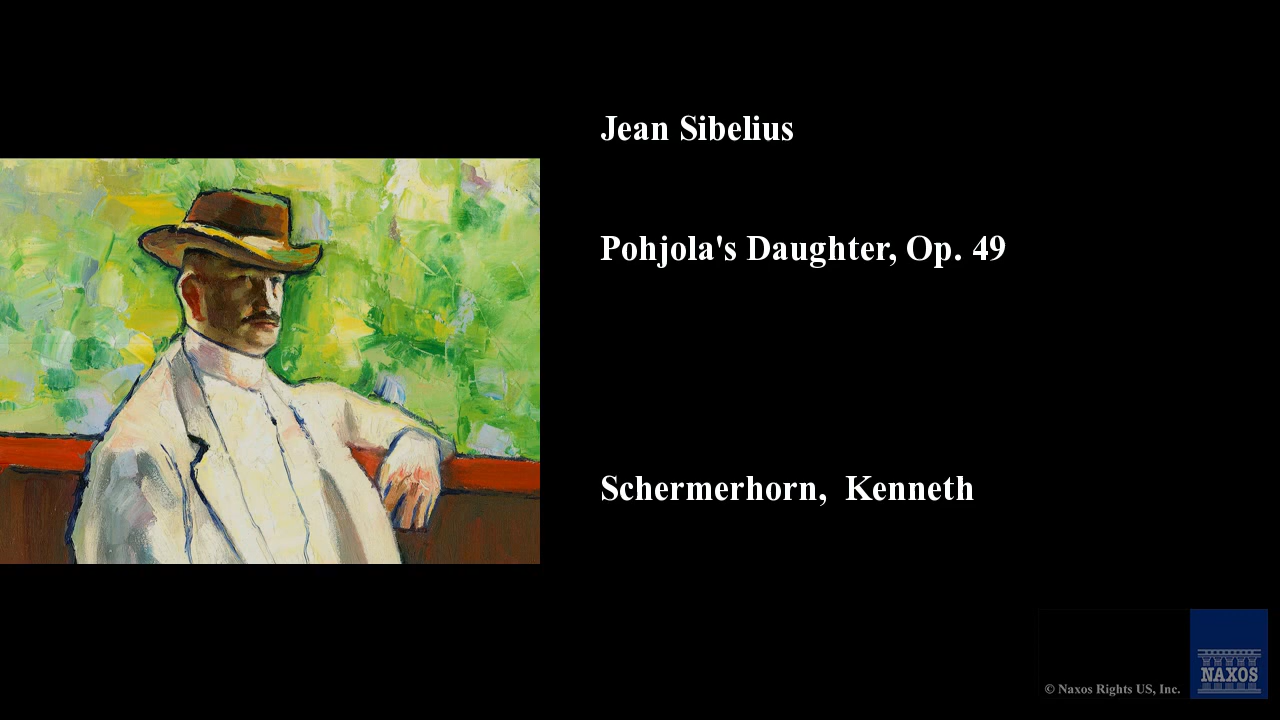 Jean Sibelius
Pohjola's Daughter, Op. 49
Schermerhorn,  Kenneth
© Naxos Rights US, Inc.
NAXOS